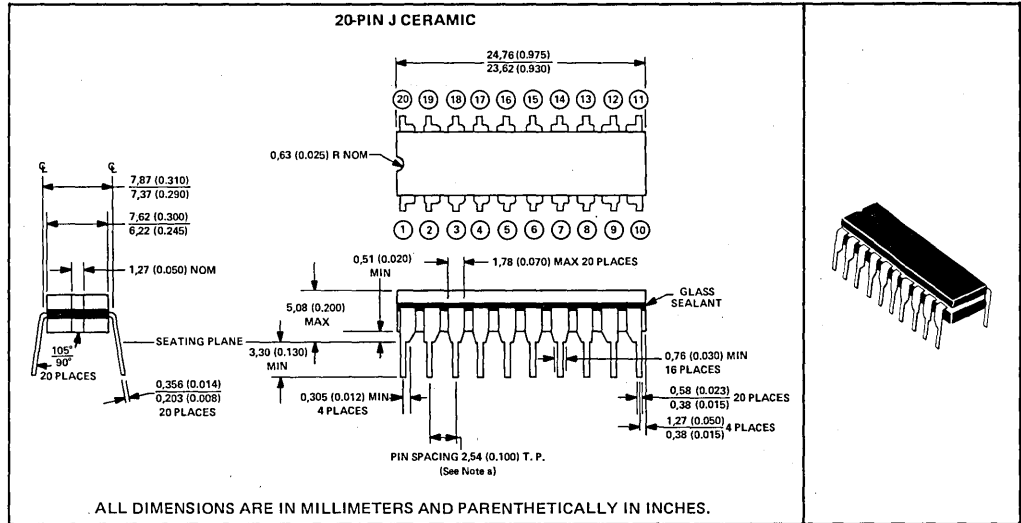 20-PIN J CERAMIC
24,76 (0.975)
23,62 (0.930)
20 19 18 17 16 15 14 13 12 11
0,63 (0.025) R NOM
℄ ℄
7,87 (0.310)
7,37 (0.290)
7,62 (0.300)
6,22 (0.245)
1 2 3 4 5 6 7 8 9 10
1,27 (0.050) NOM
0,51 (0.020)
MIN
1,78 (0.070) MAX 20 PLACES
5,08 (0.200)
MAX
GLASS
SEALANT
SEATING PLANE
105°
90°
20 PLACES
3,30 (0.130)
MIN
0,76 (0.030) MIN
16 PLACES
0,356 (0.014)
0,203 (0.008)
20 PLACES
0,305 (0.012) MIN
4 PLACES
0,58 (0.023)
0,38 (0.015)
20 PLACES
1,27 (0.050)
0,38 (0.015)
4 PLACES
PIN SPACING 2,54 (0.100) T. P.
(See Note a)
ALL DIMENSIONS ARE IN MILLIMETERS AND PARENTHETICALLY IN INCHES.